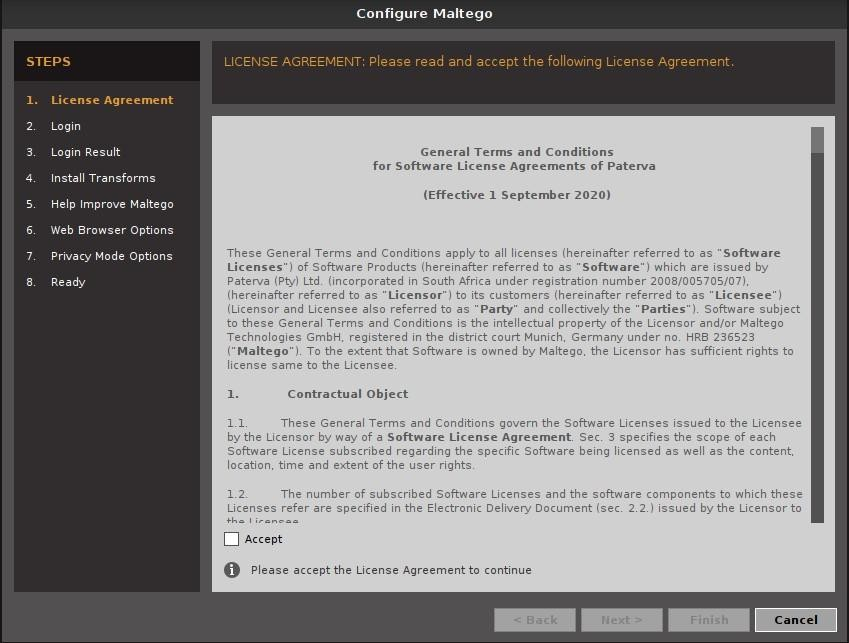 Configure Maltego
STEPS
1. License Agreement
2. Login
3. Login Result
4. Install Transforms
5. Help Improve Maltego
6. Web Browser Options
7. Privacy Mode Options
8. Ready
LICENSE AGREEMENT: Please read and accept the following License Agreement.
General Terms and Conditions
for Software License Agreements of Paterva
(Effective 1 September 2020)
These General Terms and Conditions apply to all licenses (hereinafter referred to as "Software
Licenses") of Software Products (hereinafter referred to as "Software") which are issued by
Paterva (Pty) Ltd. (incorporated in South Africa under registration number 2008/005705/07),
(hereinafter referred to as "Licensor") to its customers (hereinafter referred to as "Licensee")
(Licensor and Licensee also referred to as "Party" and collectively the "Parties"). Software subject
to these General Terms and Conditions is the intellectual property of the Licensor and/or Maltego
Technologies GmbH, registered in the district court Munich, Germany under no. HRB 236523
("Maltego"). To the extent that Software is owned by Maltego, the Licensor has sufficient rights to
license same to the Licensee.
1. Contractual Object
1.1. These General Terms and Conditions govern the Software Licenses issued to the Licensee
by the Licensor by way of a Software License Agreement. Sec. 3 specifies the scope of each
Software License subscribed regarding the specific Software being licensed as well as the content,
location, time and extent of the user rights.
1.2. The number of subscribed Software Licenses and the software components to which these
Licenses refer are specified in the Electronic Delivery Document (sec. 2.2.) issued by the Licensor to
the Licensee
Accept
Please accept the License Agreement to continue
< Back
Next >
Finish
Cancel